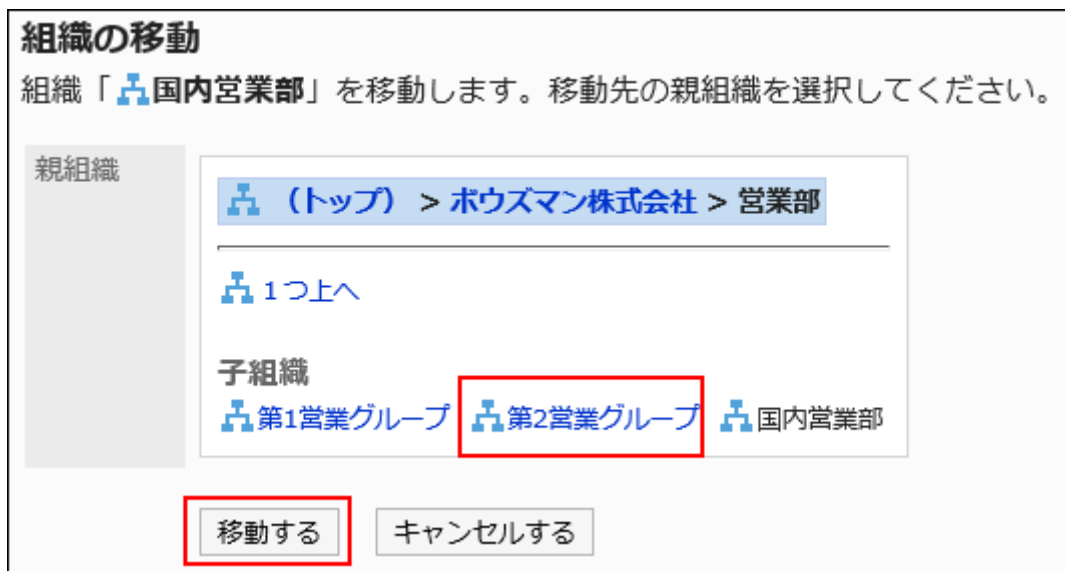 組織の移動
組織「国内営業部」を移動します。移動先の親組織を選択してください。
親組織
（トップ） > ボウズマン株式会社 > 営業部
1つ上へ
子組織
第1営業グループ 第2営業グループ 国内営業部
移動する キャンセルする